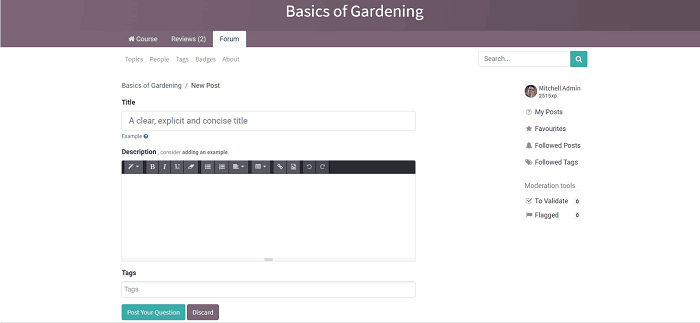 Basics of Gardening
Course Reviews (2) Forum
Topics People Tags Badges About
Search...
Basics of Gardening / New Post
Title
A clear, explicit and concise title
Example
Description , consider adding an example.
B I U
Tags
Tags
Post Your Question Discard
Mitchell Admin
2515xp
My Posts
Favourites
Followed Posts
Followed Tags
Moderation tools
To Validate 0
Flagged 0